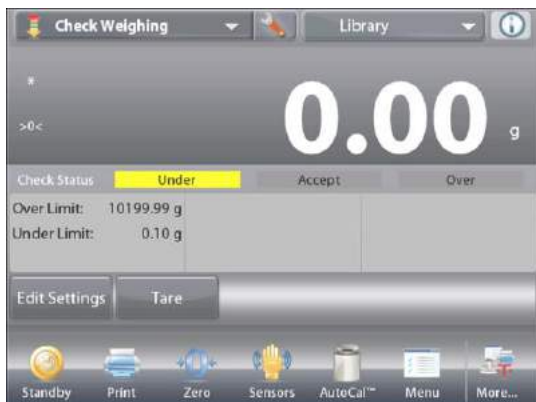 Check Weighing Library
*
>0<
0.00 g
Check Status Under Accept Over
Over Limit: 10199.99 g
Under Limit: 0.10 g
Edit Settings Tare
Standby Print Zero Sensors AutoCal™ Menu More...